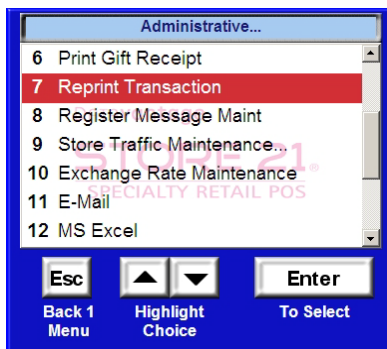 Administrative...
6 Print Gift Receipt
7 Reprint Transaction
8 Register Message Maint
9 Store Traffic Maintenance...
10 Exchange Rate Maintenance
11 E-Mail
12 MS Excel
STORE 21®
SPECIALTY RETAIL POS
Esc
Enter
Back 1
Menu
Highlight
Choice
To Select